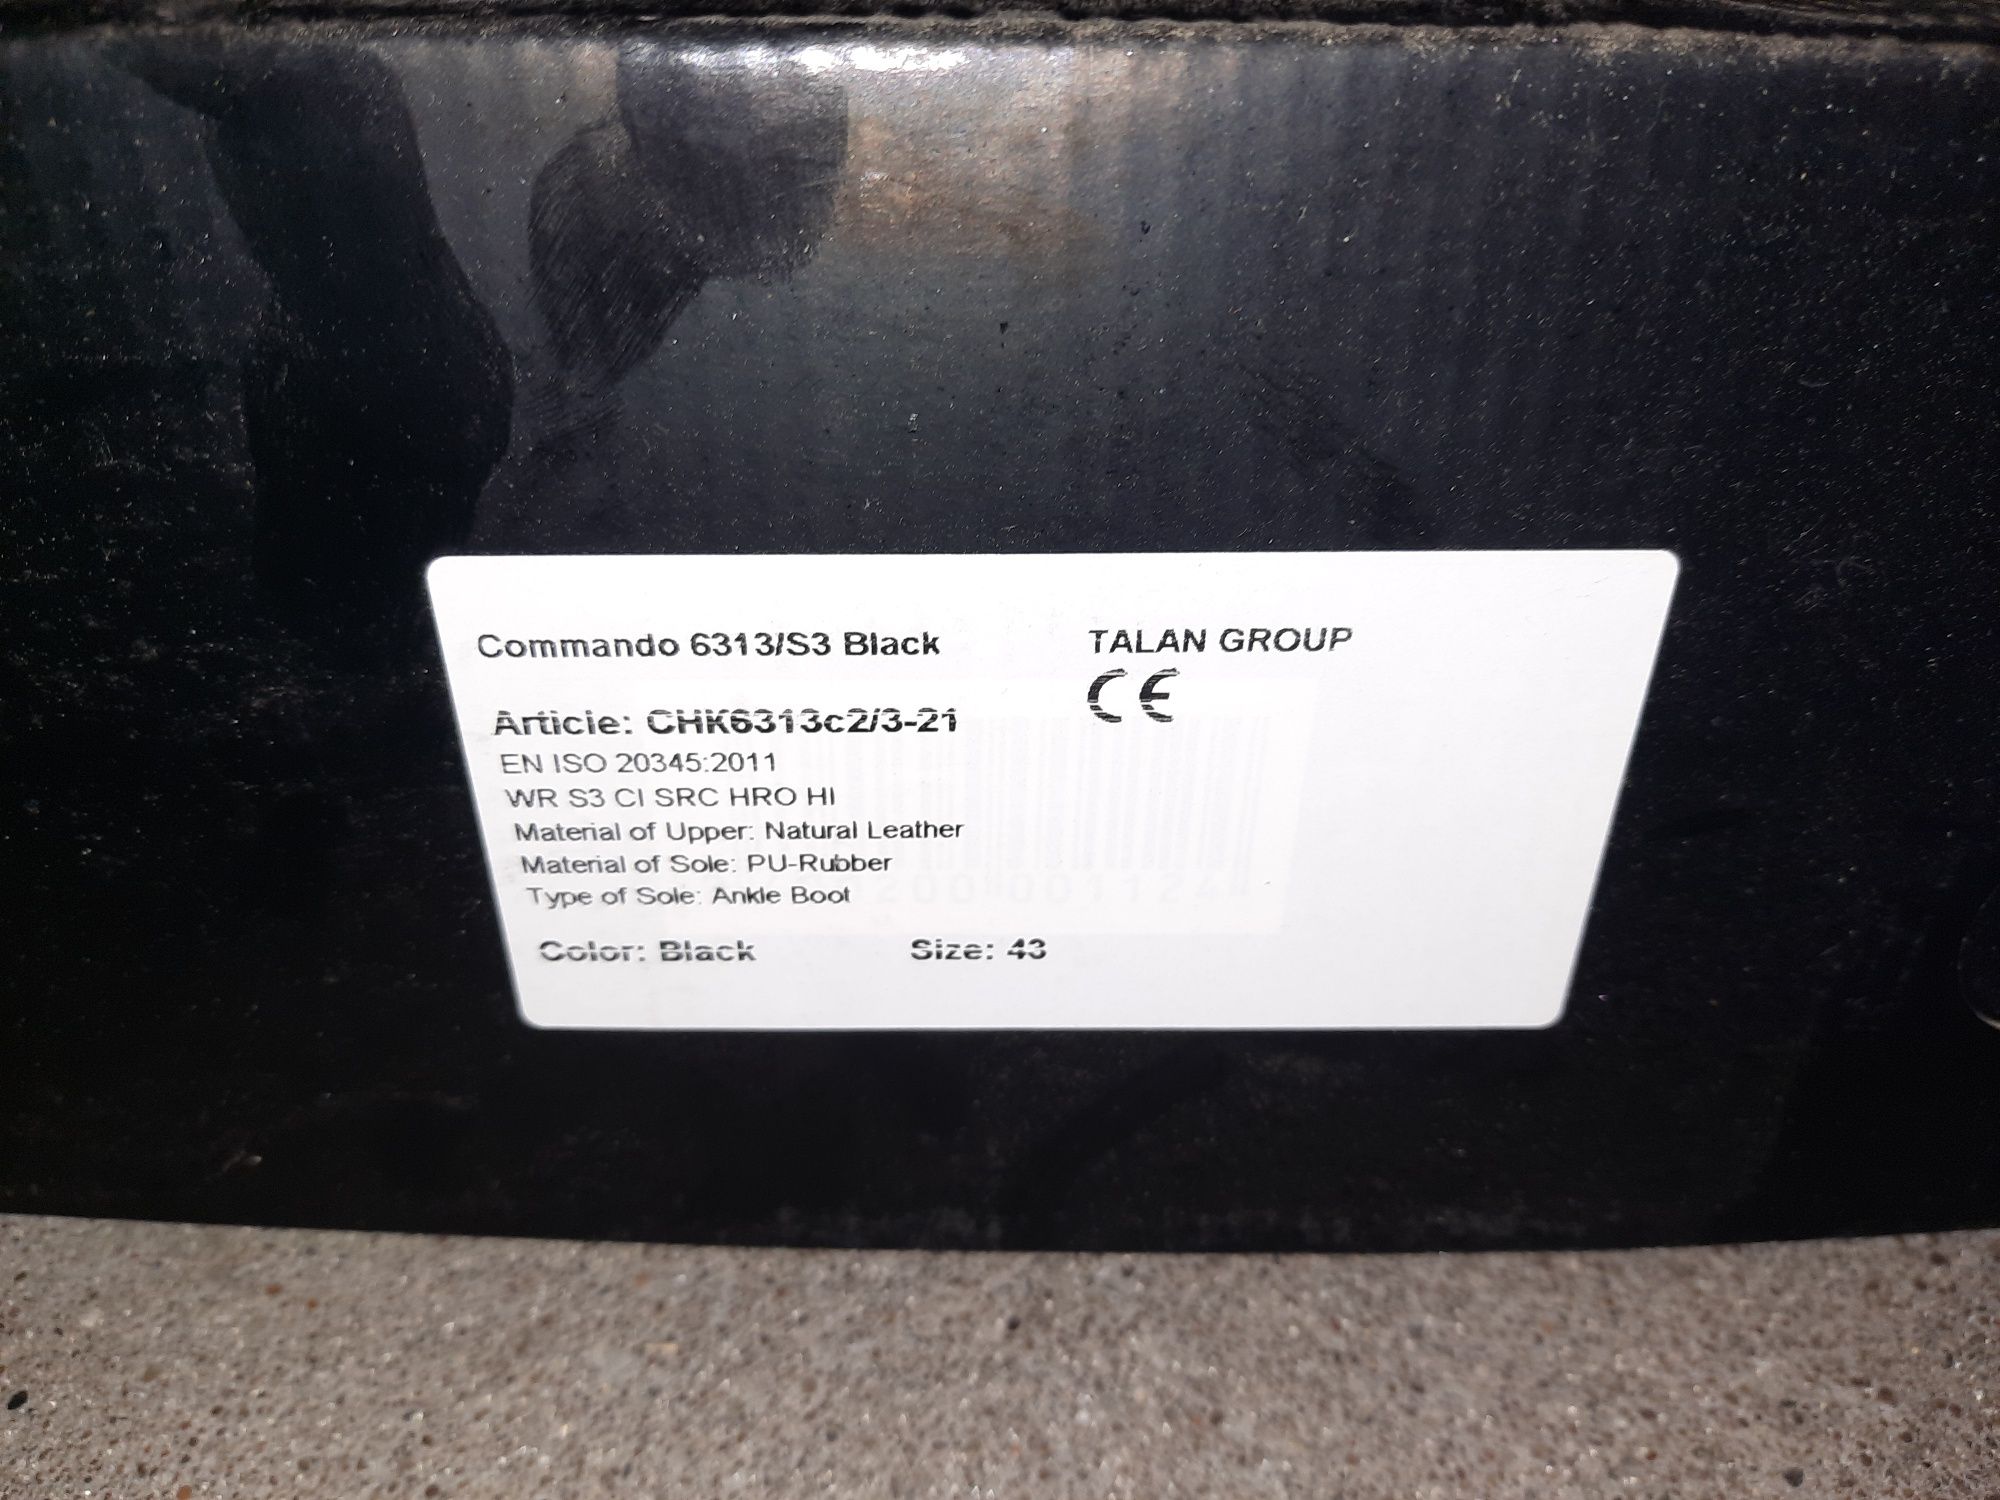 Commando 6313/S3 Black
TALAN GROUP
CE
Article: CHK6313c2/3-21
EN ISO 20345:2011
WR S3 CI SRC HRO HI
Material of Upper: Natural Leather
Material of Sole: PU-Rubber
Type of Sole: Ankle Boot
Color: Black
Size: 43